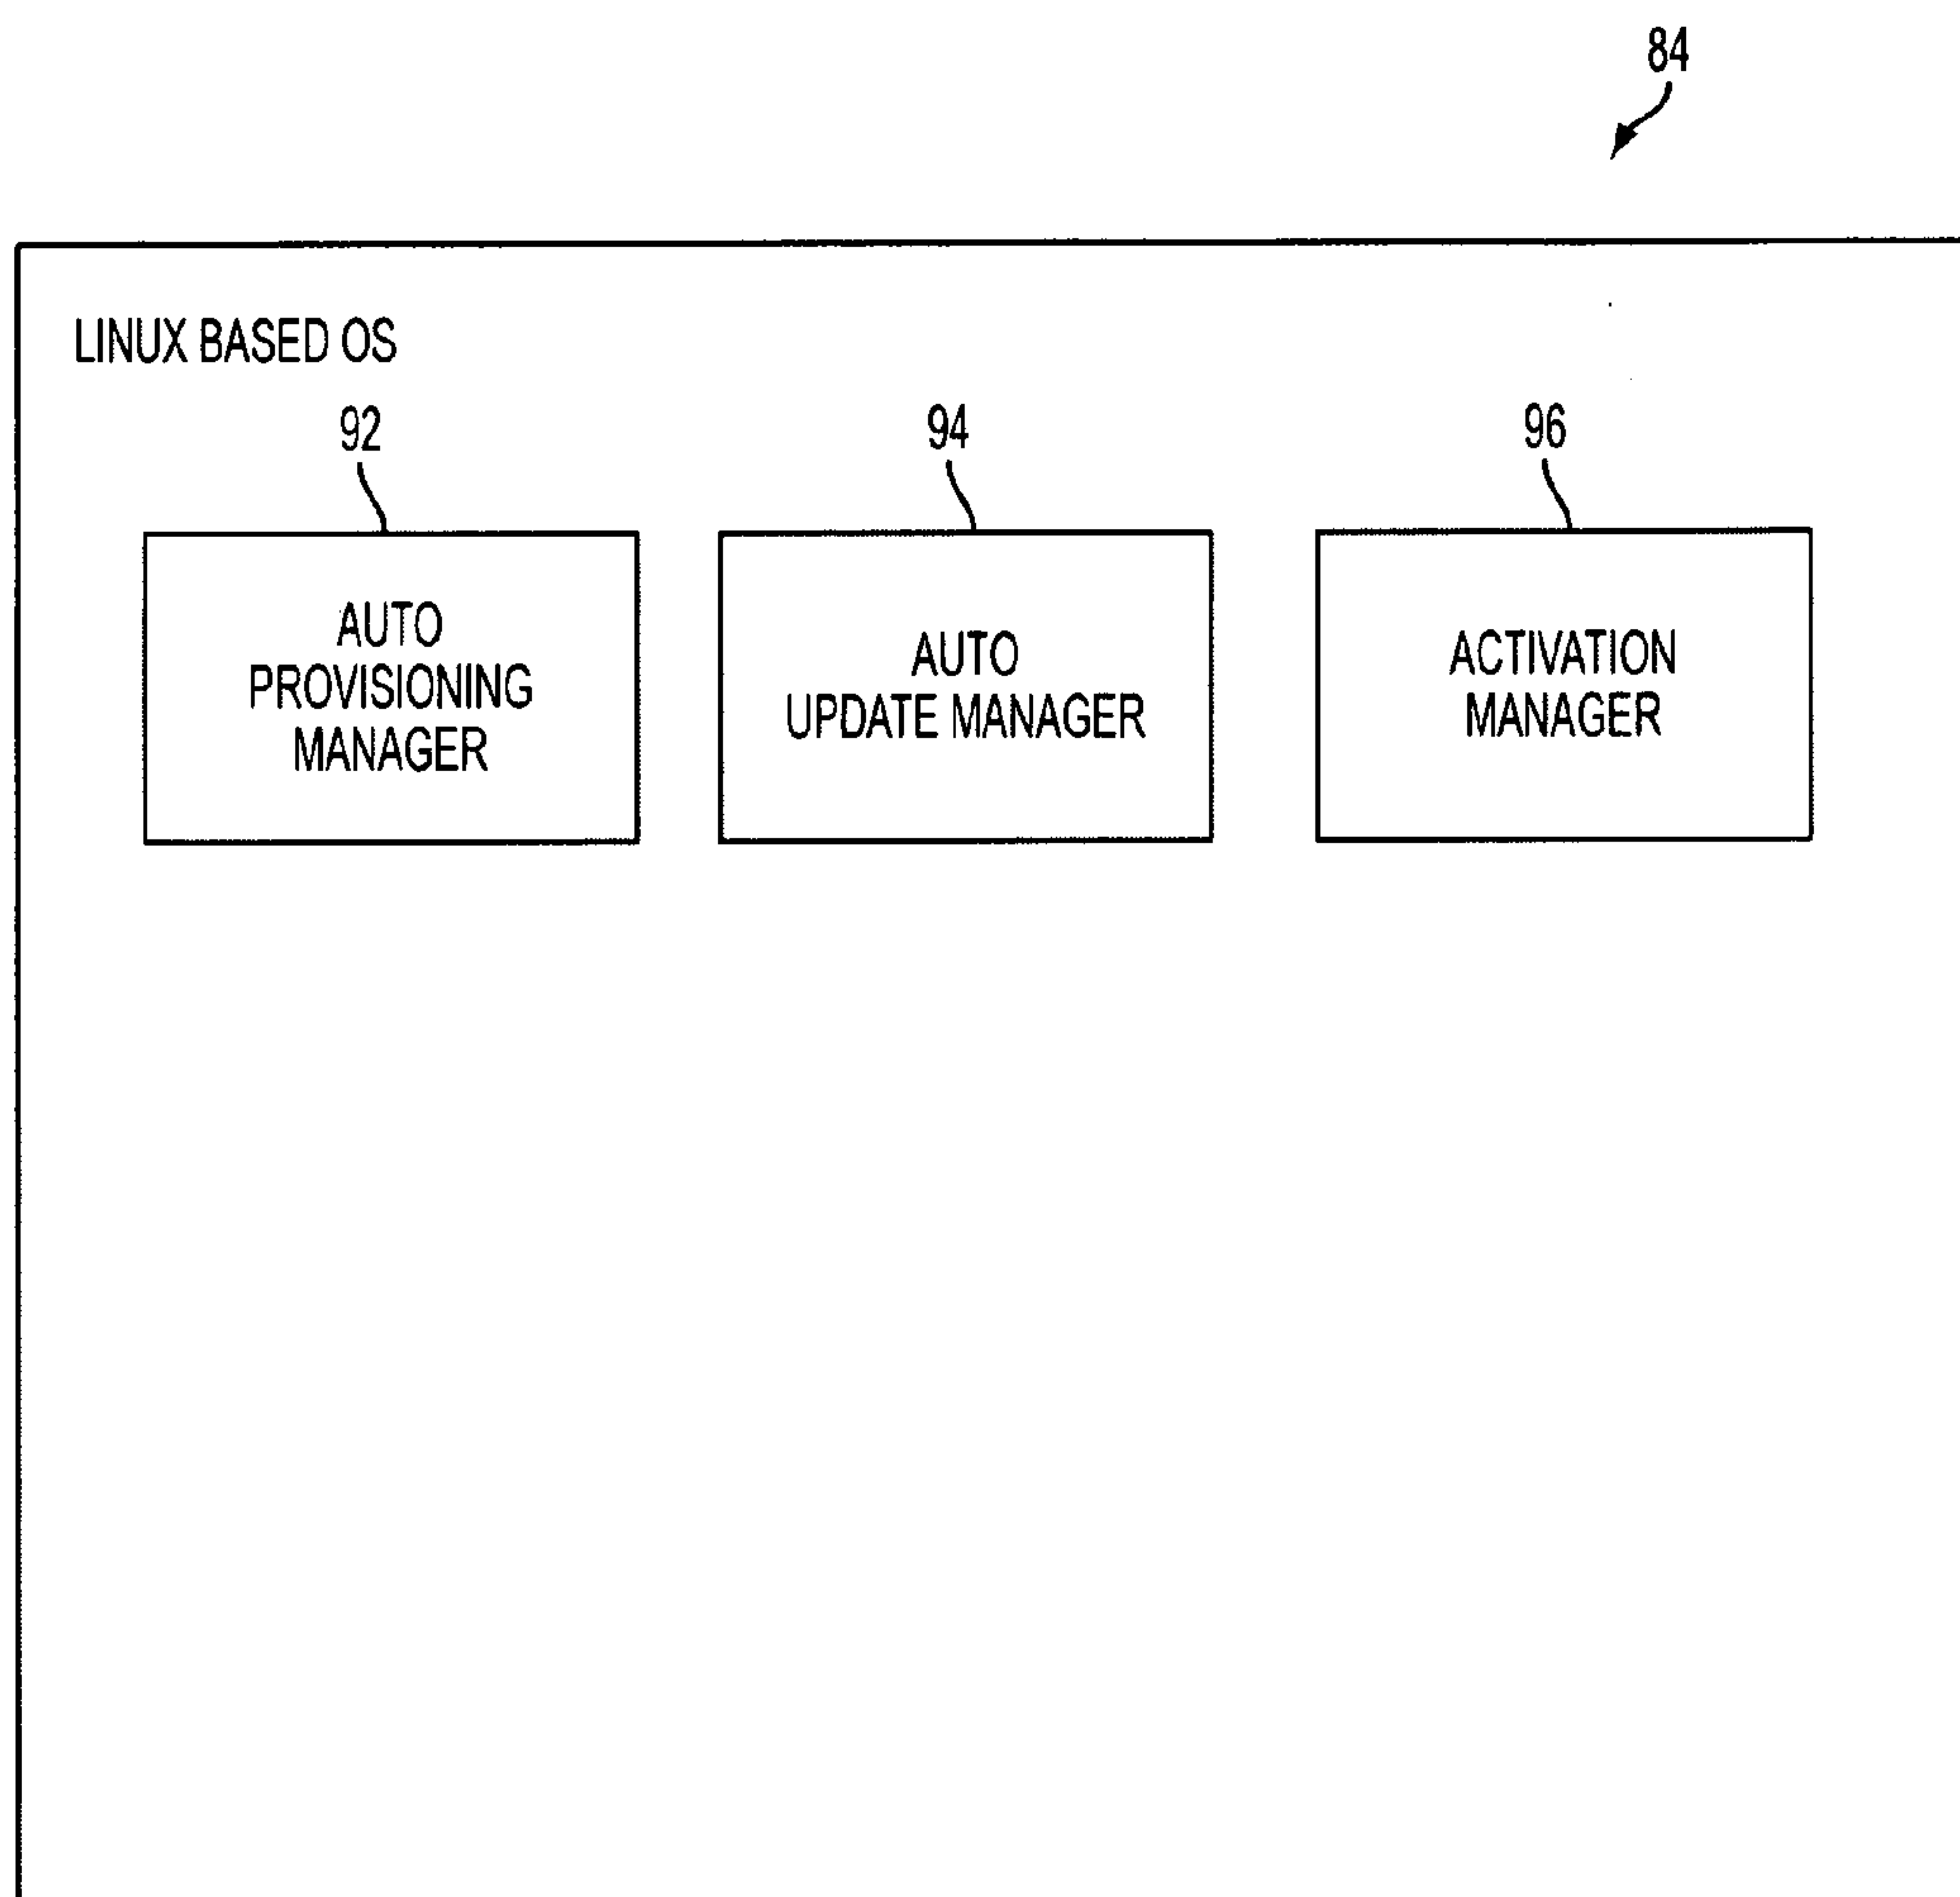 84
LINUX BASED OS
92
94
96
AUTO
PROVISIONING
MANAGER
AUTO
UPDATE MANAGER
ACTIVATION
MANAGER